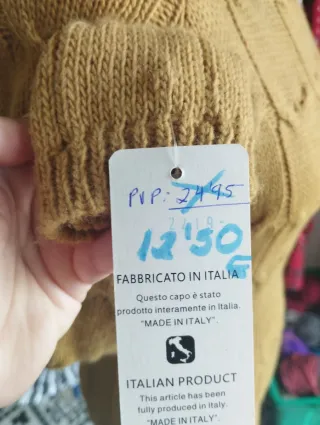 PVP: 24'95
12'50
FABBRICATO IN ITALIA
Questo capo è stato
prodotto interamente in Italia.
"MADE IN ITALY".
ITALIAN PRODUCT
This article has been
fully produced in Italy.
"MADE IN ITALY".